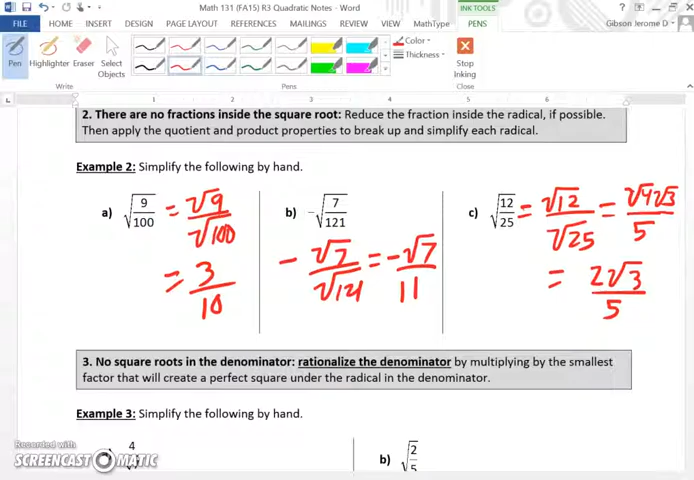 Math 131 (FA15) R3 Quadratic Notes - Word
INK TOOLS
FILE HOME INSERT DESIGN PAGE LAYOUT REFERENCES MAILINGS REVIEW VIEW MathType PENS Gibson Jerome D
Pen Highlighter Eraser Select Objects
Color
Thickness
Stop Inking
Write Pens Close
1 2 3 4 5 6
2. There are no fractions inside the square root: Reduce the fraction inside the radical, if possible.
Then apply the quotient and product properties to break up and simplify each radical.
Example 2: Simplify the following by hand.
a) √(9/100) = √9/√100
= 3/10
b) -√(7/121)
-√7/√121 = -√7/11
c) √(12/25) = √12/√25 = √4√3/5
= 2√3/5
3. No square roots in the denominator: rationalize the denominator by multiplying by the smallest
factor that will create a perfect square under the radical in the denominator.
Example 3: Simplify the following by hand.
4
b) √(2/5)
Recorded with
SCREENCAST-O-MATIC